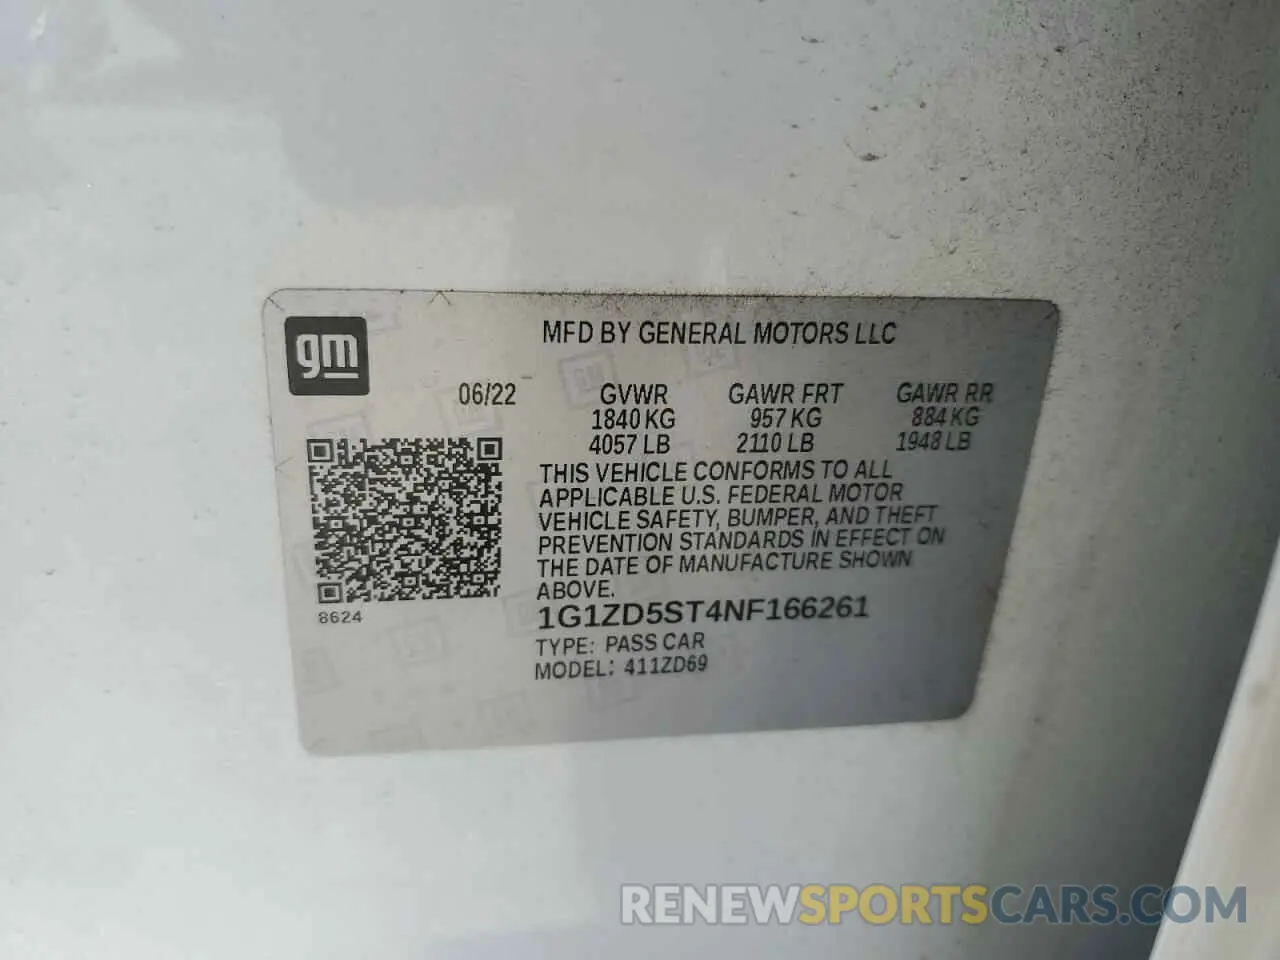 gm
MFD BY GENERAL MOTORS LLC
06/22 GVWR GAWR FRT GAWR RR
1840 KG 957 KG 884 KG
4057 LB 2110 LB 1948 LB
THIS VEHICLE CONFORMS TO ALL
APPLICABLE U.S. FEDERAL MOTOR
VEHICLE SAFETY, BUMPER, AND THEFT
PREVENTION STANDARDS IN EFFECT ON
THE DATE OF MANUFACTURE SHOWN
ABOVE.
8624
1G1ZD5ST4NF166261
TYPE: PASS CAR
MODEL: 411ZD69
RENEWSPORTSCARS.COM